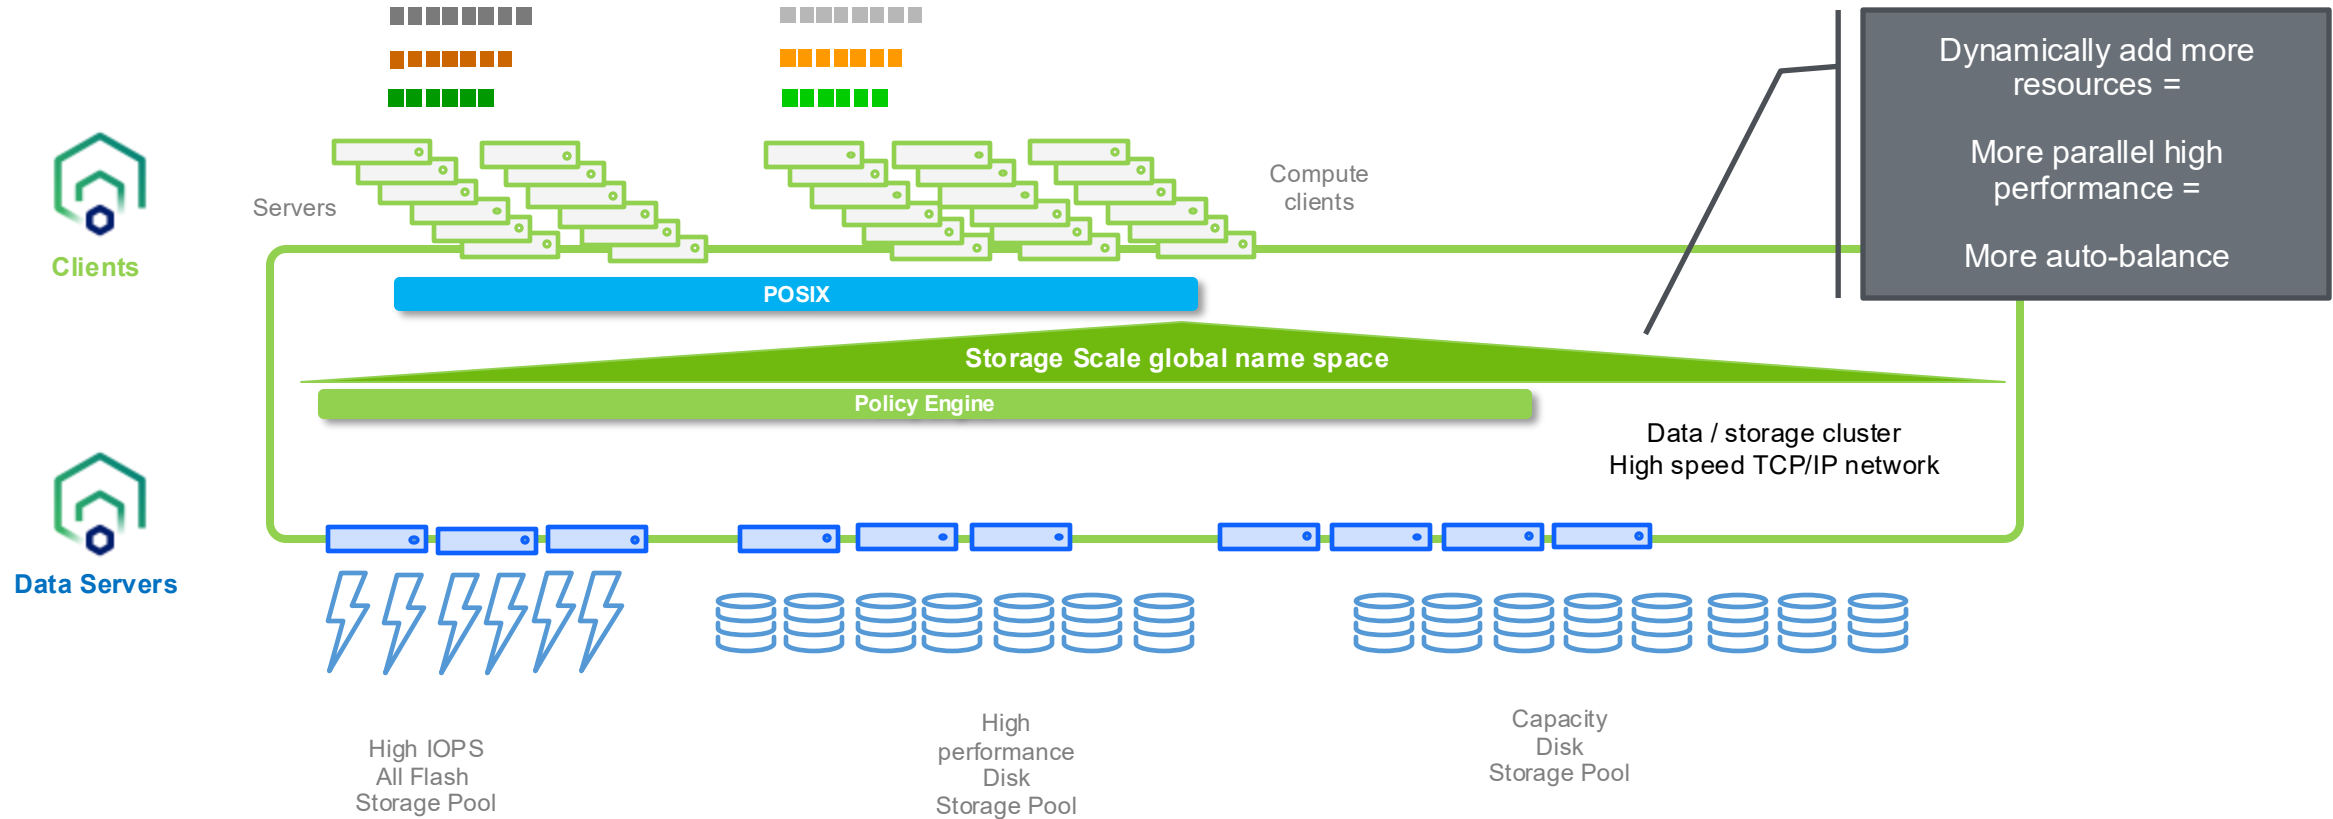 Dynamically add more
resources =
More parallel high
performance =
More auto-balance
Servers
Compute
clients
Clients
POSIX
Storage Scale global name space
Policy Engine
Data / storage cluster
High speed TCP/IP network
Data Servers
High IOPS
All Flash
Storage Pool
High
performance
Disk
Storage Pool
Capacity
Disk
Storage Pool